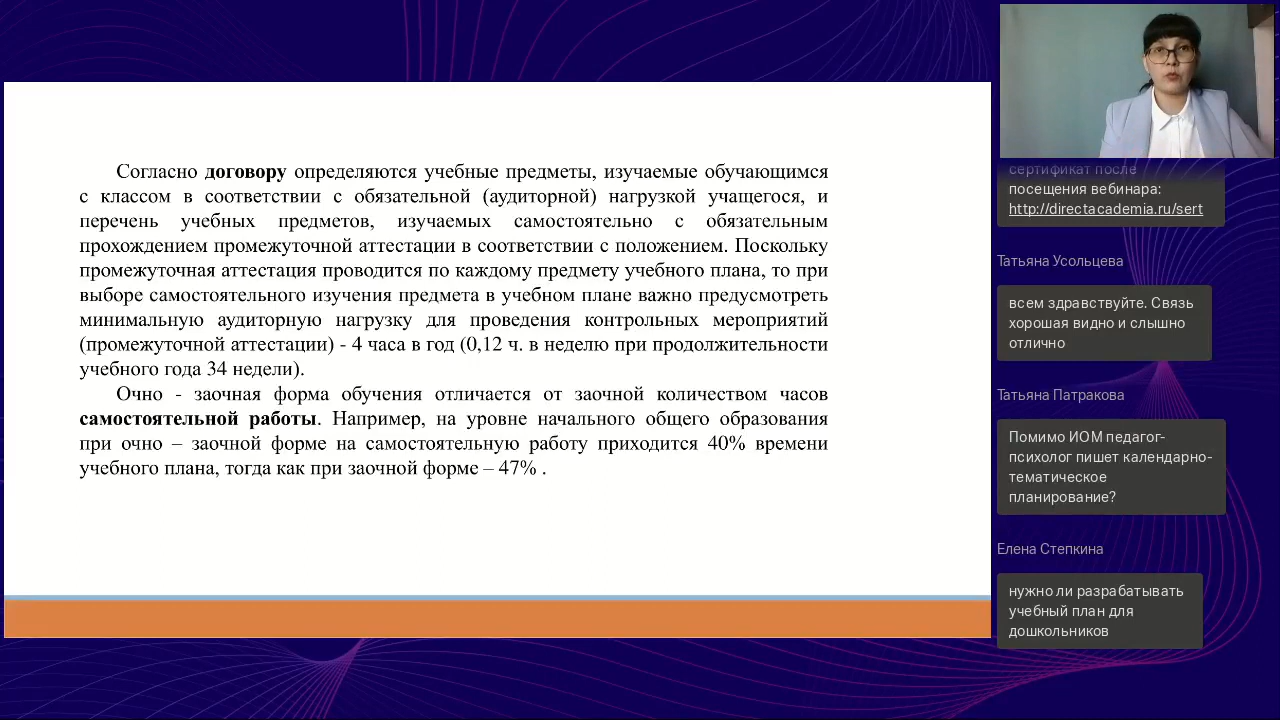 Согласно договору определяются учебные предметы, изучаемые обучающимся
с классом в соответствии с обязательной (аудиторной) нагрузкой учащегося, и
перечень учебных предметов, изучаемых самостоятельно с обязательным
прохождением промежуточной аттестации в соответствии с положением. Поскольку
промежуточная аттестация проводится по каждому предмету учебного плана, то при
выборе самостоятельного изучения предмета в учебном плане важно предусмотреть
минимальную аудиторную нагрузку для проведения контрольных мероприятий
(промежуточной аттестации) - 4 часа в год (0,12 ч. в неделю при продолжительности
учебного года 34 недели).
Очно - заочная форма обучения отличается от заочной количеством часов
самостоятельной работы. Например, на уровне начального общего образования
при очно – заочной форме на самостоятельную работу приходится 40% времени
учебного плана, тогда как при заочной форме – 47% .
сертификат после
посещения вебинара:
http://directacademia.ru/sert
Татьяна Усольцева
всем здравствуйте. Связь
хорошая видно и слышно
отлично
Татьяна Патракова
Помимо ИОМ педагог-
психолог пишет календарно-
тематическое
планирование?
Елена Степкина
нужно ли разрабатывать
учебный план для
дошкольников